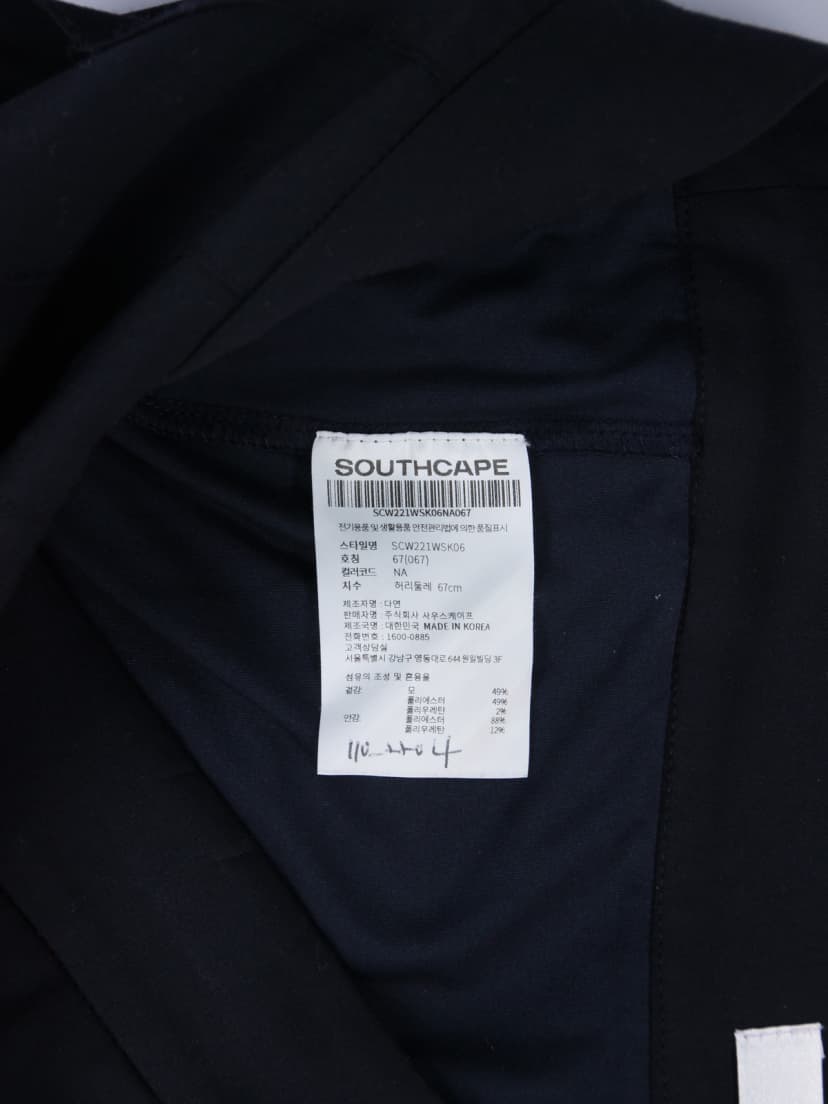 SOUTHCAPE
SCW221WSK06NA067
전기용품 및 생활용품 안전관리법에 의한 품질표시
스타일명 SCW221WSK06
호칭 67(067)
컬러코드 NA
치수 허리둘레 67cm
제조자명 : 다연
판매자명 : 주식회사 사우스케이프
제조국명 : 대한민국 MADE IN KOREA
전화번호 : 1600-0885
고객상담실
서울특별시 강남구 영동대로 644 원일빌딩 3F
섬유의 조성 및 혼용율
겉감: 모 49%
폴리에스터 49%
폴리우레탄 2%
안감: 폴리에스터 88%
폴리우레탄 12%